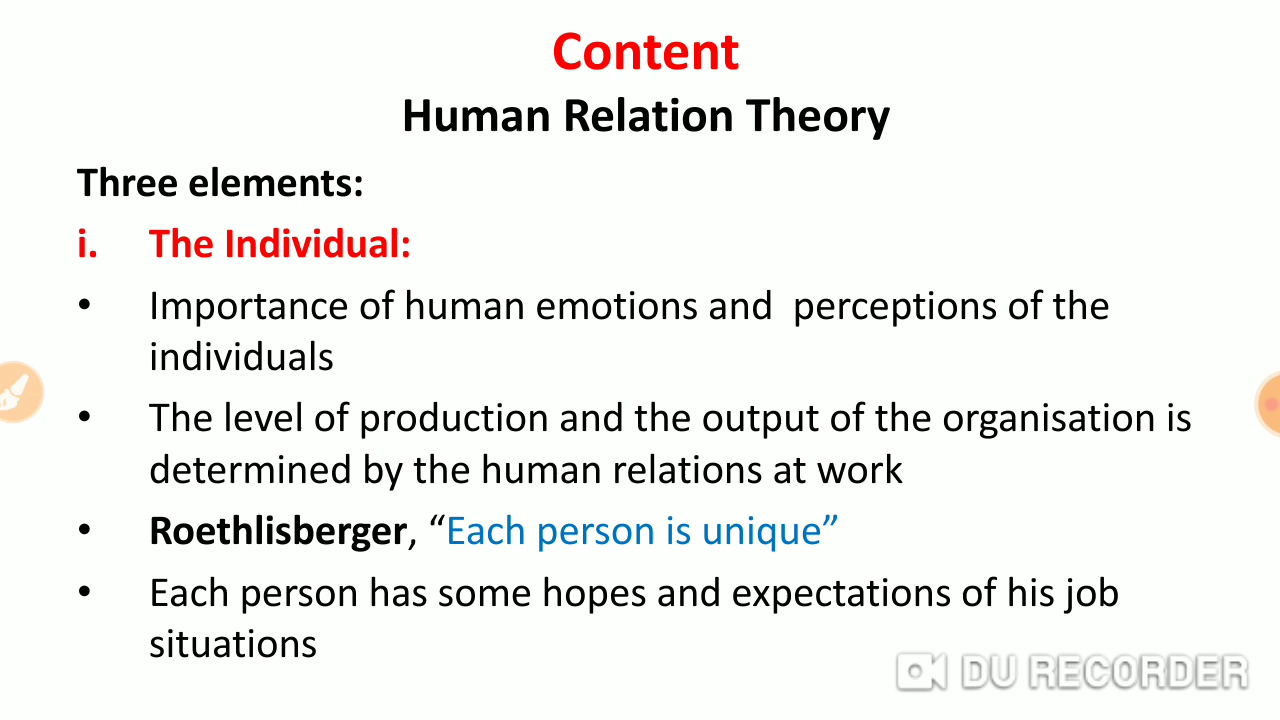 Content
Human Relation Theory
Three elements:
i. The Individual:
• Importance of human emotions and  perceptions of the
individuals
• The level of production and the output of the organisation is
determined by the human relations at work
• Roethlisberger, “Each person is unique”
• Each person has some hopes and expectations of his job
situations
DU RECORDER